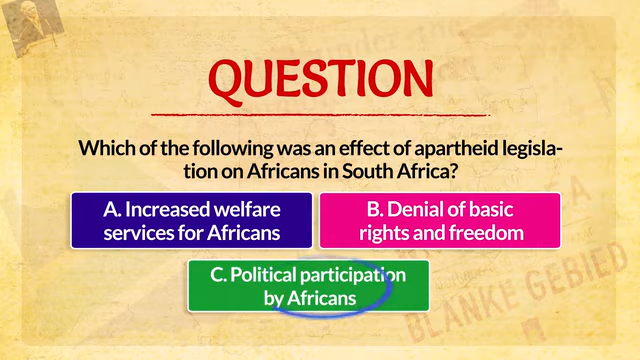 QUESTION
Which of the following was an effect of apartheid legisla-
tion on Africans in South Africa?
A. Increased welfare
services for Africans
B. Denial of basic
rights and freedom
C. Political participation
by Africans
BLANKE GEBIED